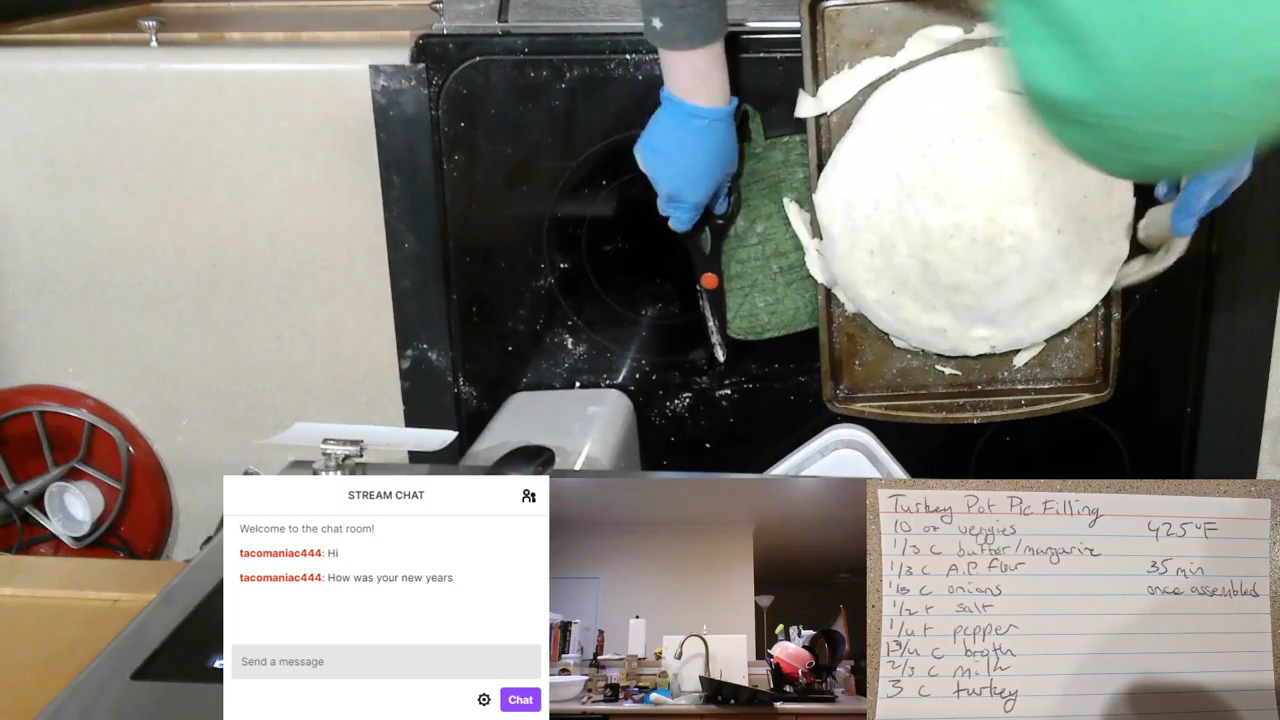 STREAM CHAT
Welcome to the chat room!
tacomaniac444: Hi
tacomaniac444: How was your new years
Send a message
Chat
Turkey Pot Pie Filling
10 oz veggies
425°F
1/3 c butter/margarine
1/3 c A.P. flour
35 min
1/3 c onions
once assembled
1/2 t salt
1/4 t pepper
1 3/4 c broth
2/3 c milk
3 c turkey